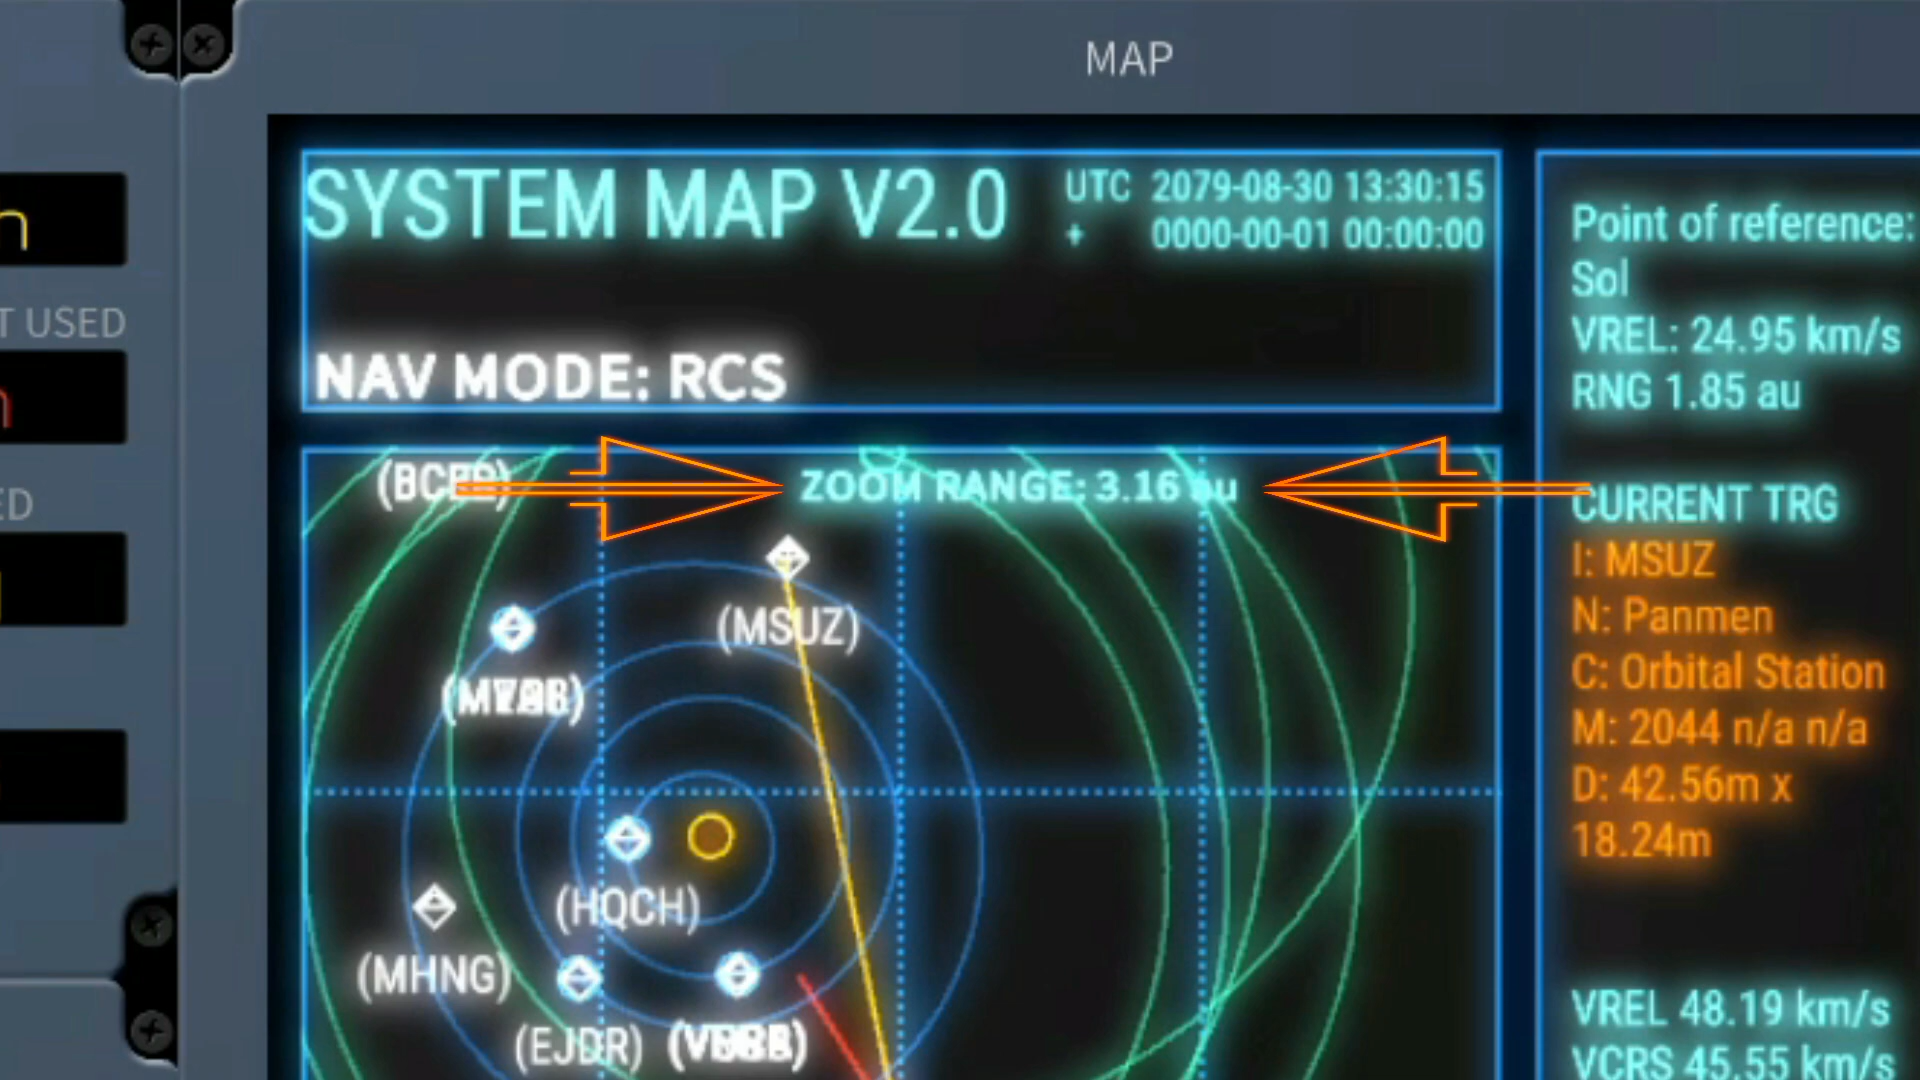 MAP
n
T USED
ED
SYSTEM MAP V2.0
UTC 2079-08-30 13:30:15
+ 0000-00-01 00:00:00
NAV MODE: RCS
ZOOM RANGE: 3.16 au
(MSUZ)
(HQCH)
(MHNG)
(EJDR)
Point of reference:
Sol
VREL: 24.95 km/s
RNG 1.85 au
CURRENT TRG
I: MSUZ
N: Panmen
C: Orbital Station
M: 2044 n/a n/a
D: 42.56m x
18.24m
VREL 48.19 km/s
VCRS 45.55 km/s